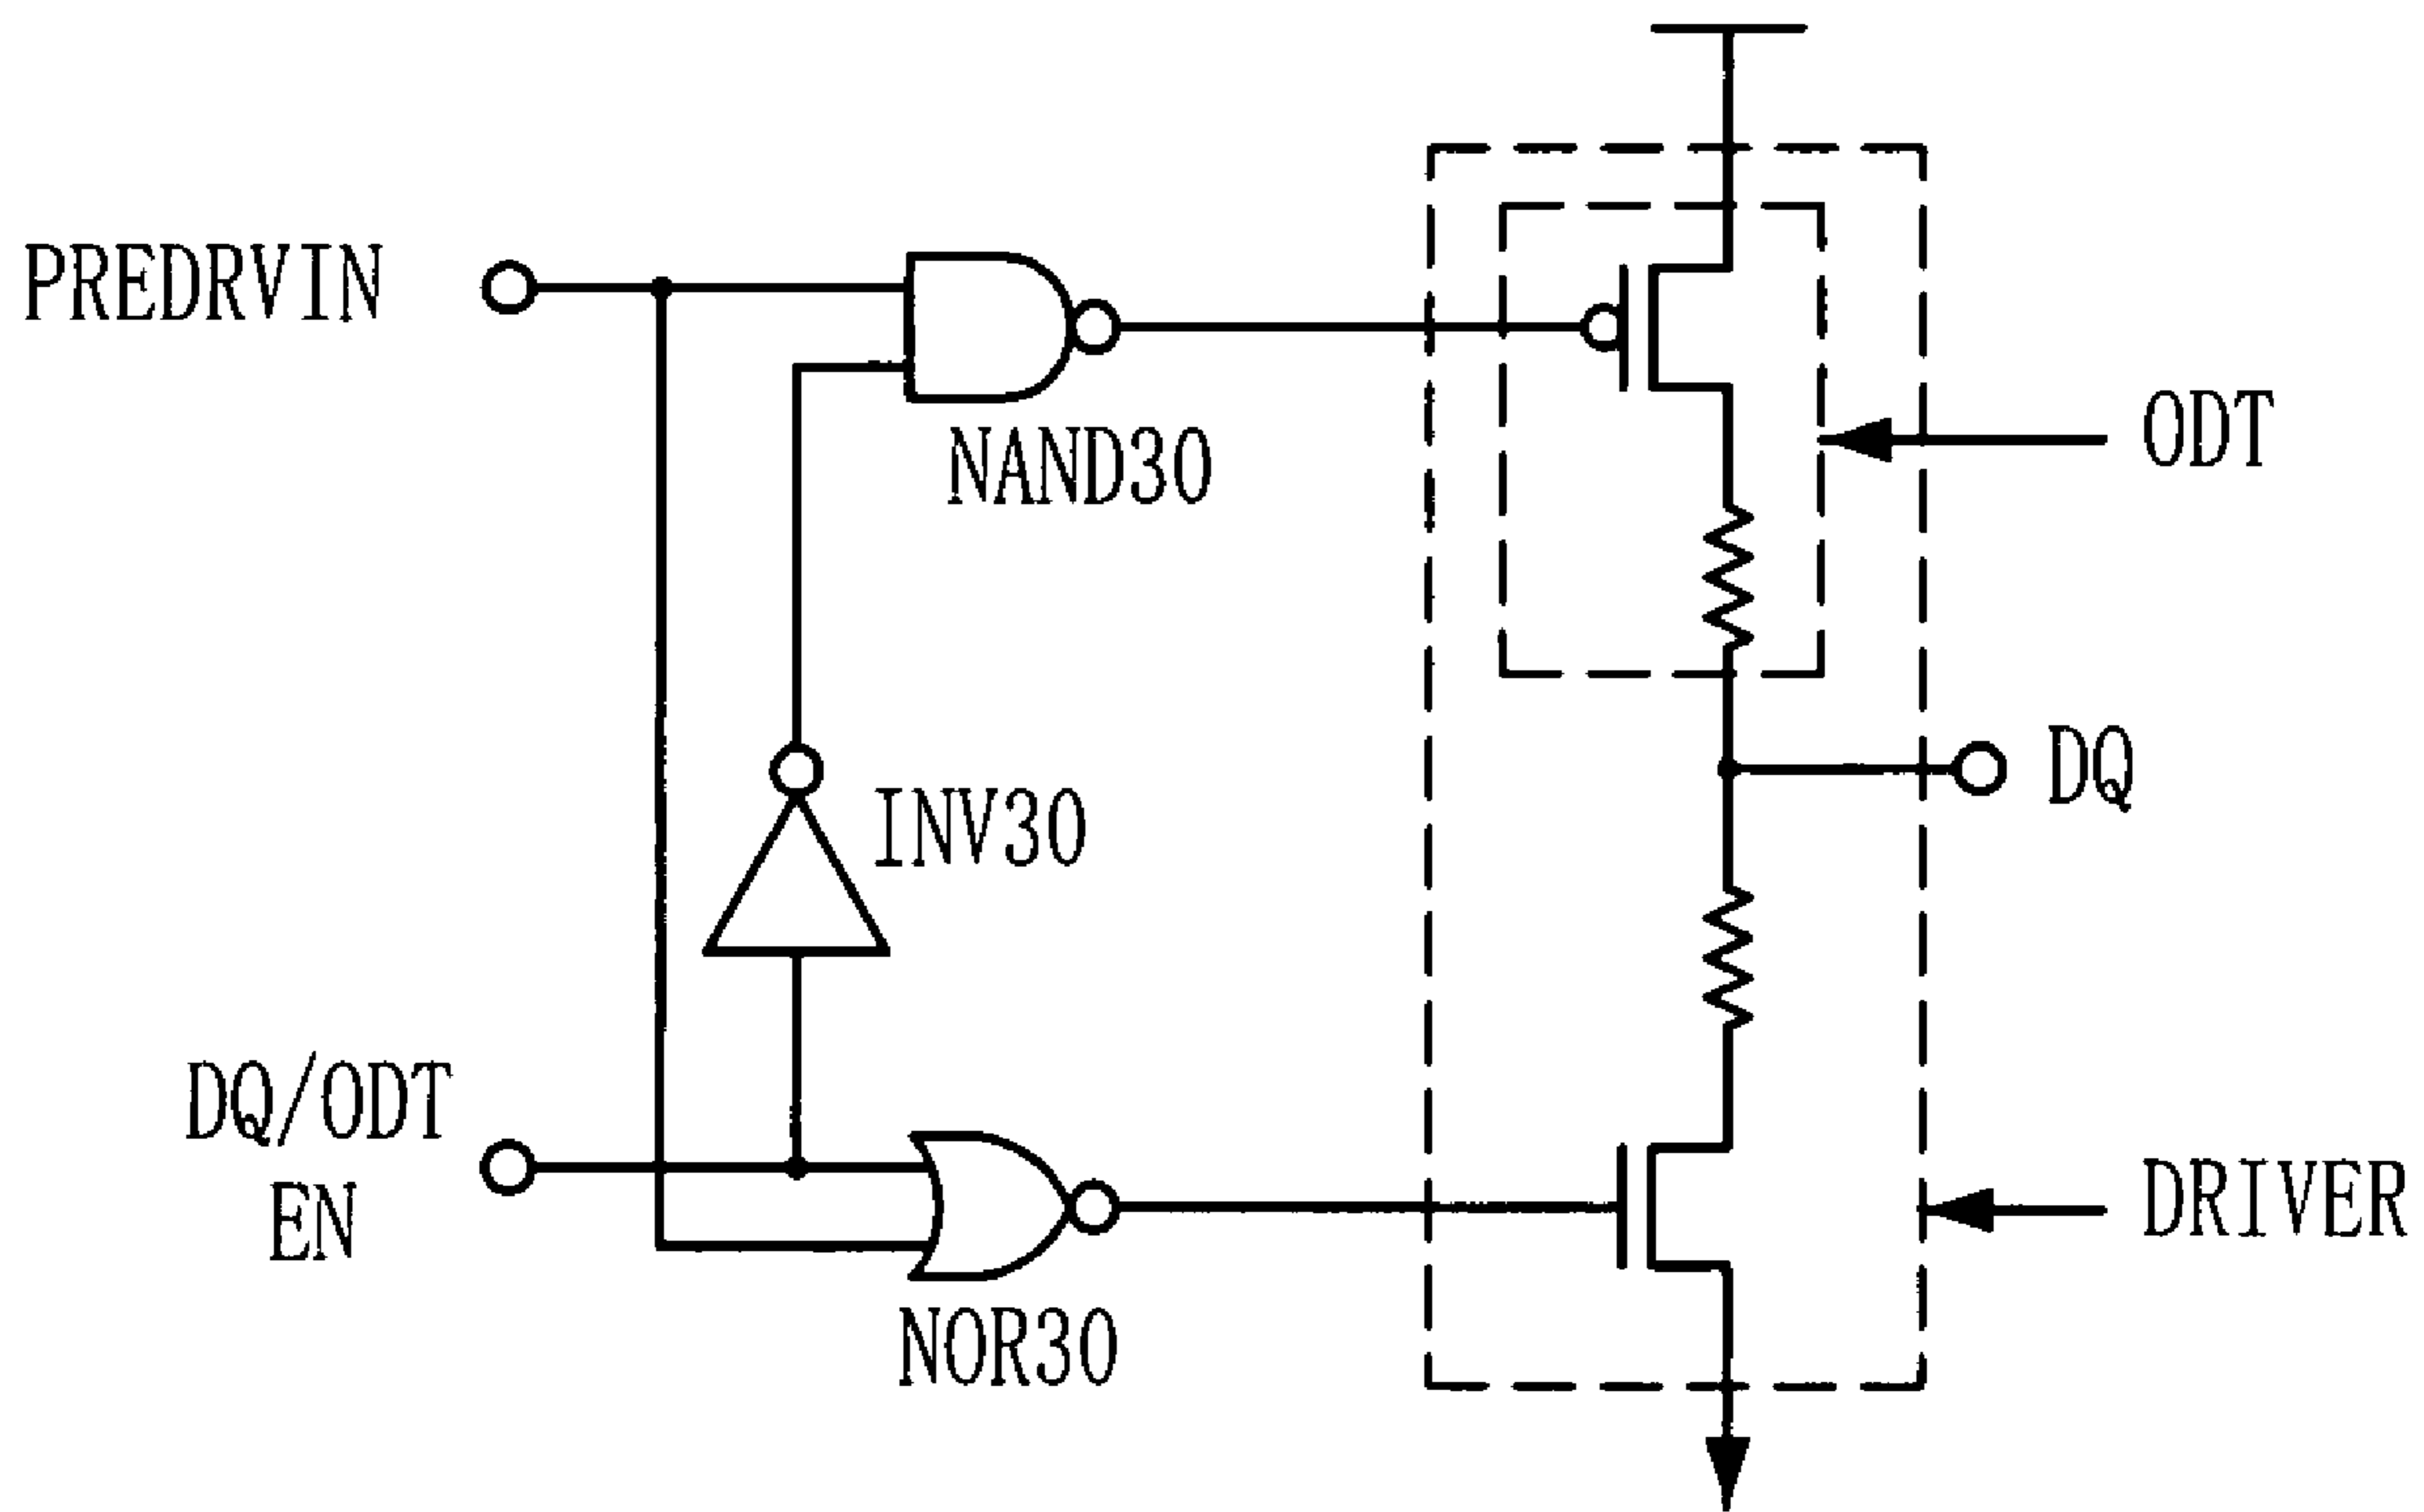 PREDRVIN
NAND30
ODT
DQ
INV30
DQ/ODT
EN
DRIVER
NOR30